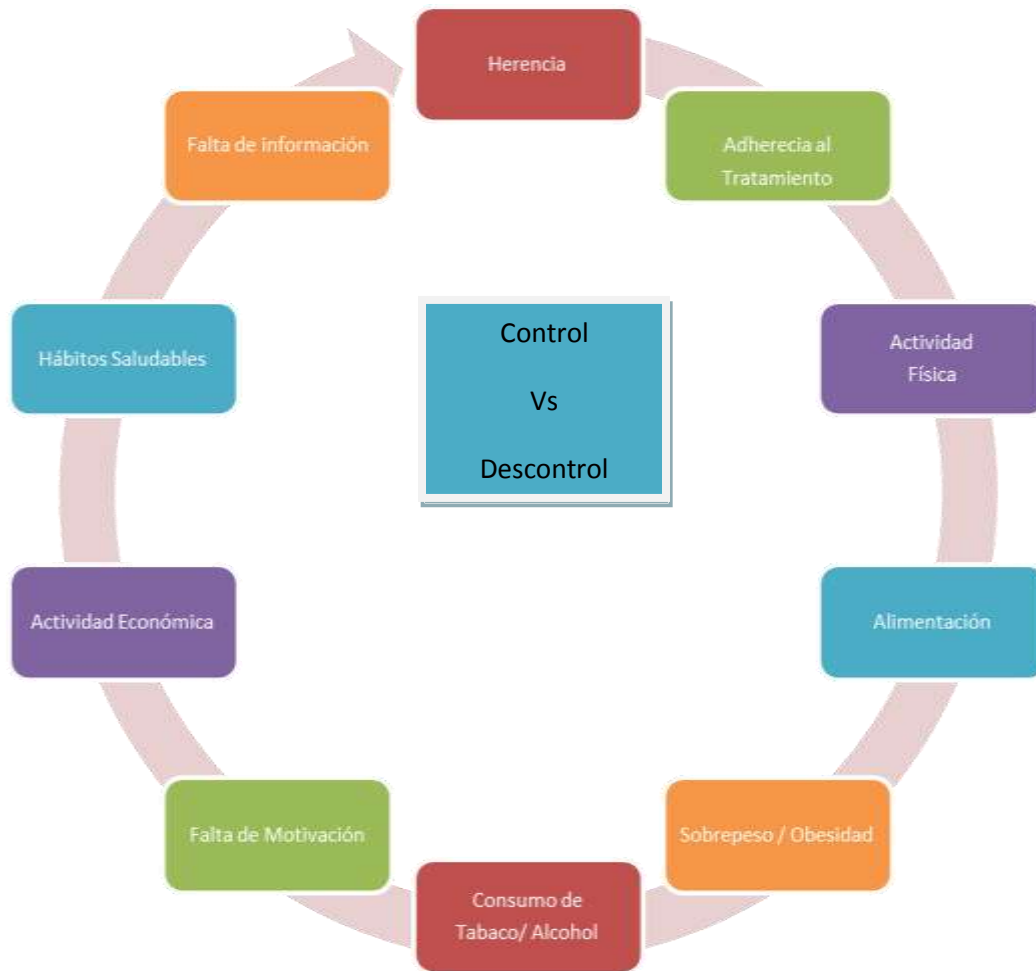 Herencia
Adherecia al
Tratamiento
Actividad
Física
Alimentación
Sobrepeso / Obesidad
Consumo de
Tabaco/ Alcohol
Falta de Motivación
Actividad Económica
Hábitos Saludables
Falta de información
Control
Vs
Descontrol